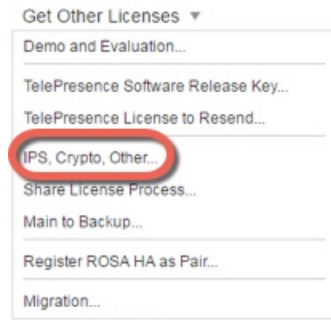 Get Other Licenses ▼
Demo and Evaluation...
TelePresence Software Release Key...
TelePresence License to Resend...
IPS, Crypto, Other...
Share License Process...
Main to Backup...
Register ROSA HA as Pair...
Migration...